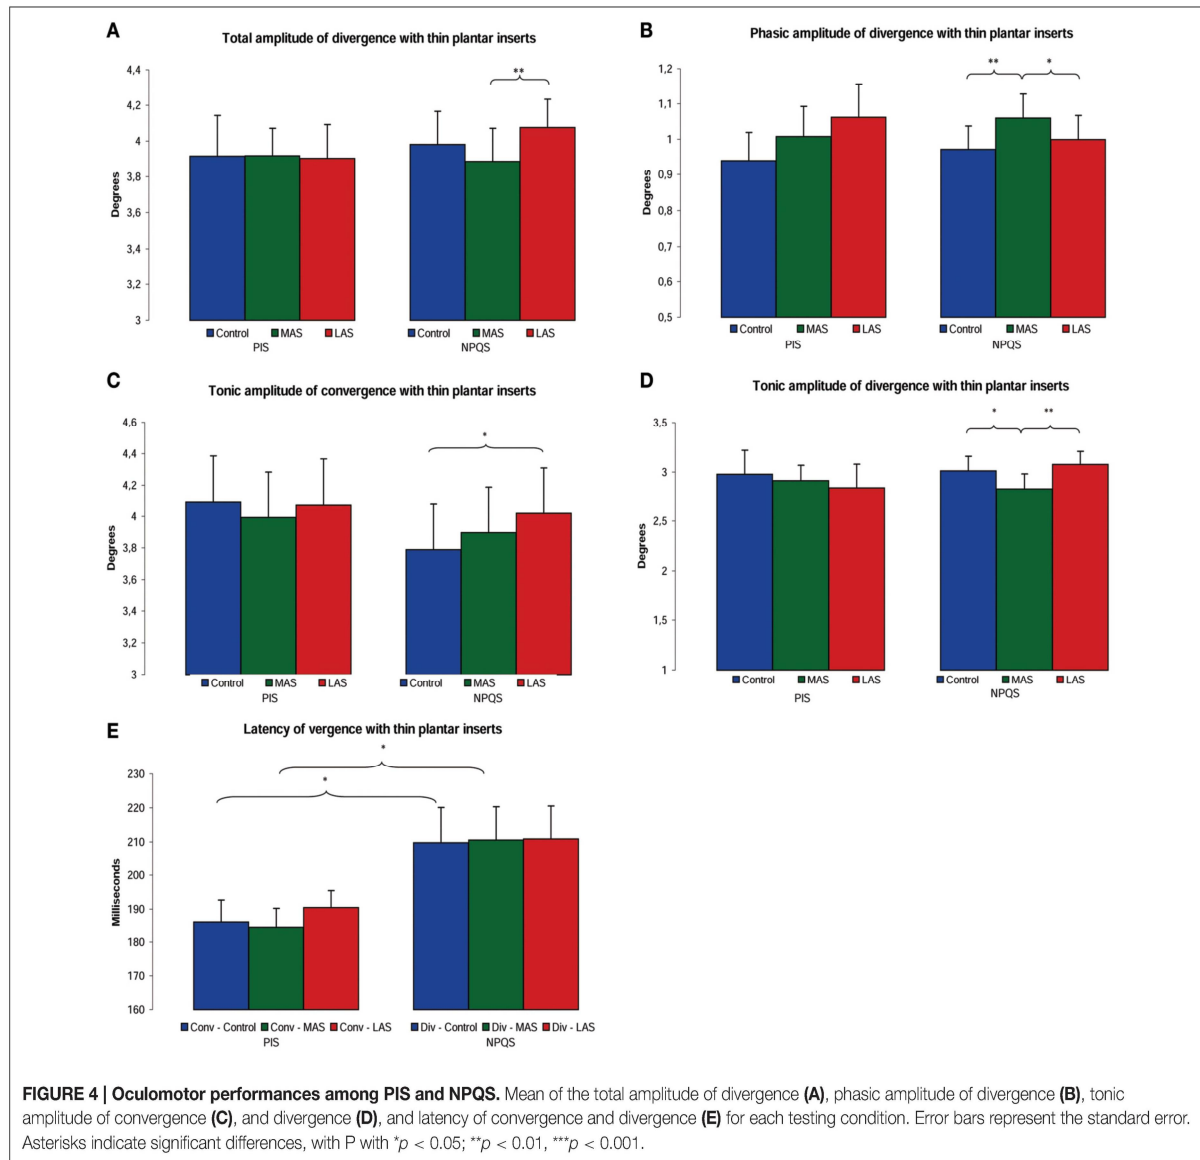 A
Total amplitude of divergence with thin plantar inserts
**
Degrees
4,4
4,2
4
3,8
3,6
3,4
3,2
3
Control MAS LAS
PIS
Control MAS LAS
NPQS
B
Phasic amplitude of divergence with thin plantar inserts
** *
Degrees
1,2
1,1
1
0,9
0,8
0,7
0,6
0,5
Control MAS LAS
PIS
Control MAS LAS
NPQS
C
Tonic amplitude of convergence with thin plantar inserts
*
Degrees
4,6
4,4
4,2
4
3,8
3,6
3,4
3,2
3
Control MAS LAS
PIS
Control MAS LAS
NPQS
D
Tonic amplitude of divergence with thin plantar inserts
* **
Degrees
3,5
3
2,5
2
1,5
1
Control MAS LAS
PIS
Control MAS LAS
NPQS
E
Latency of vergence with thin plantar inserts
*
*
Milliseconds
230
220
210
200
190
180
170
160
Conv - Control Conv - MAS Conv - LAS
PIS
Div - Control Div - MAS Div - LAS
NPQS
FIGURE 4 | Oculomotor performances among PIS and NPQS. Mean of the total amplitude of divergence (A), phasic amplitude of divergence (B), tonic
amplitude of convergence (C), and divergence (D), and latency of convergence and divergence (E) for each testing condition. Error bars represent the standard error.
Asterisks indicate significant differences, with P with *p < 0.05; **p < 0.01, ***p < 0.001.